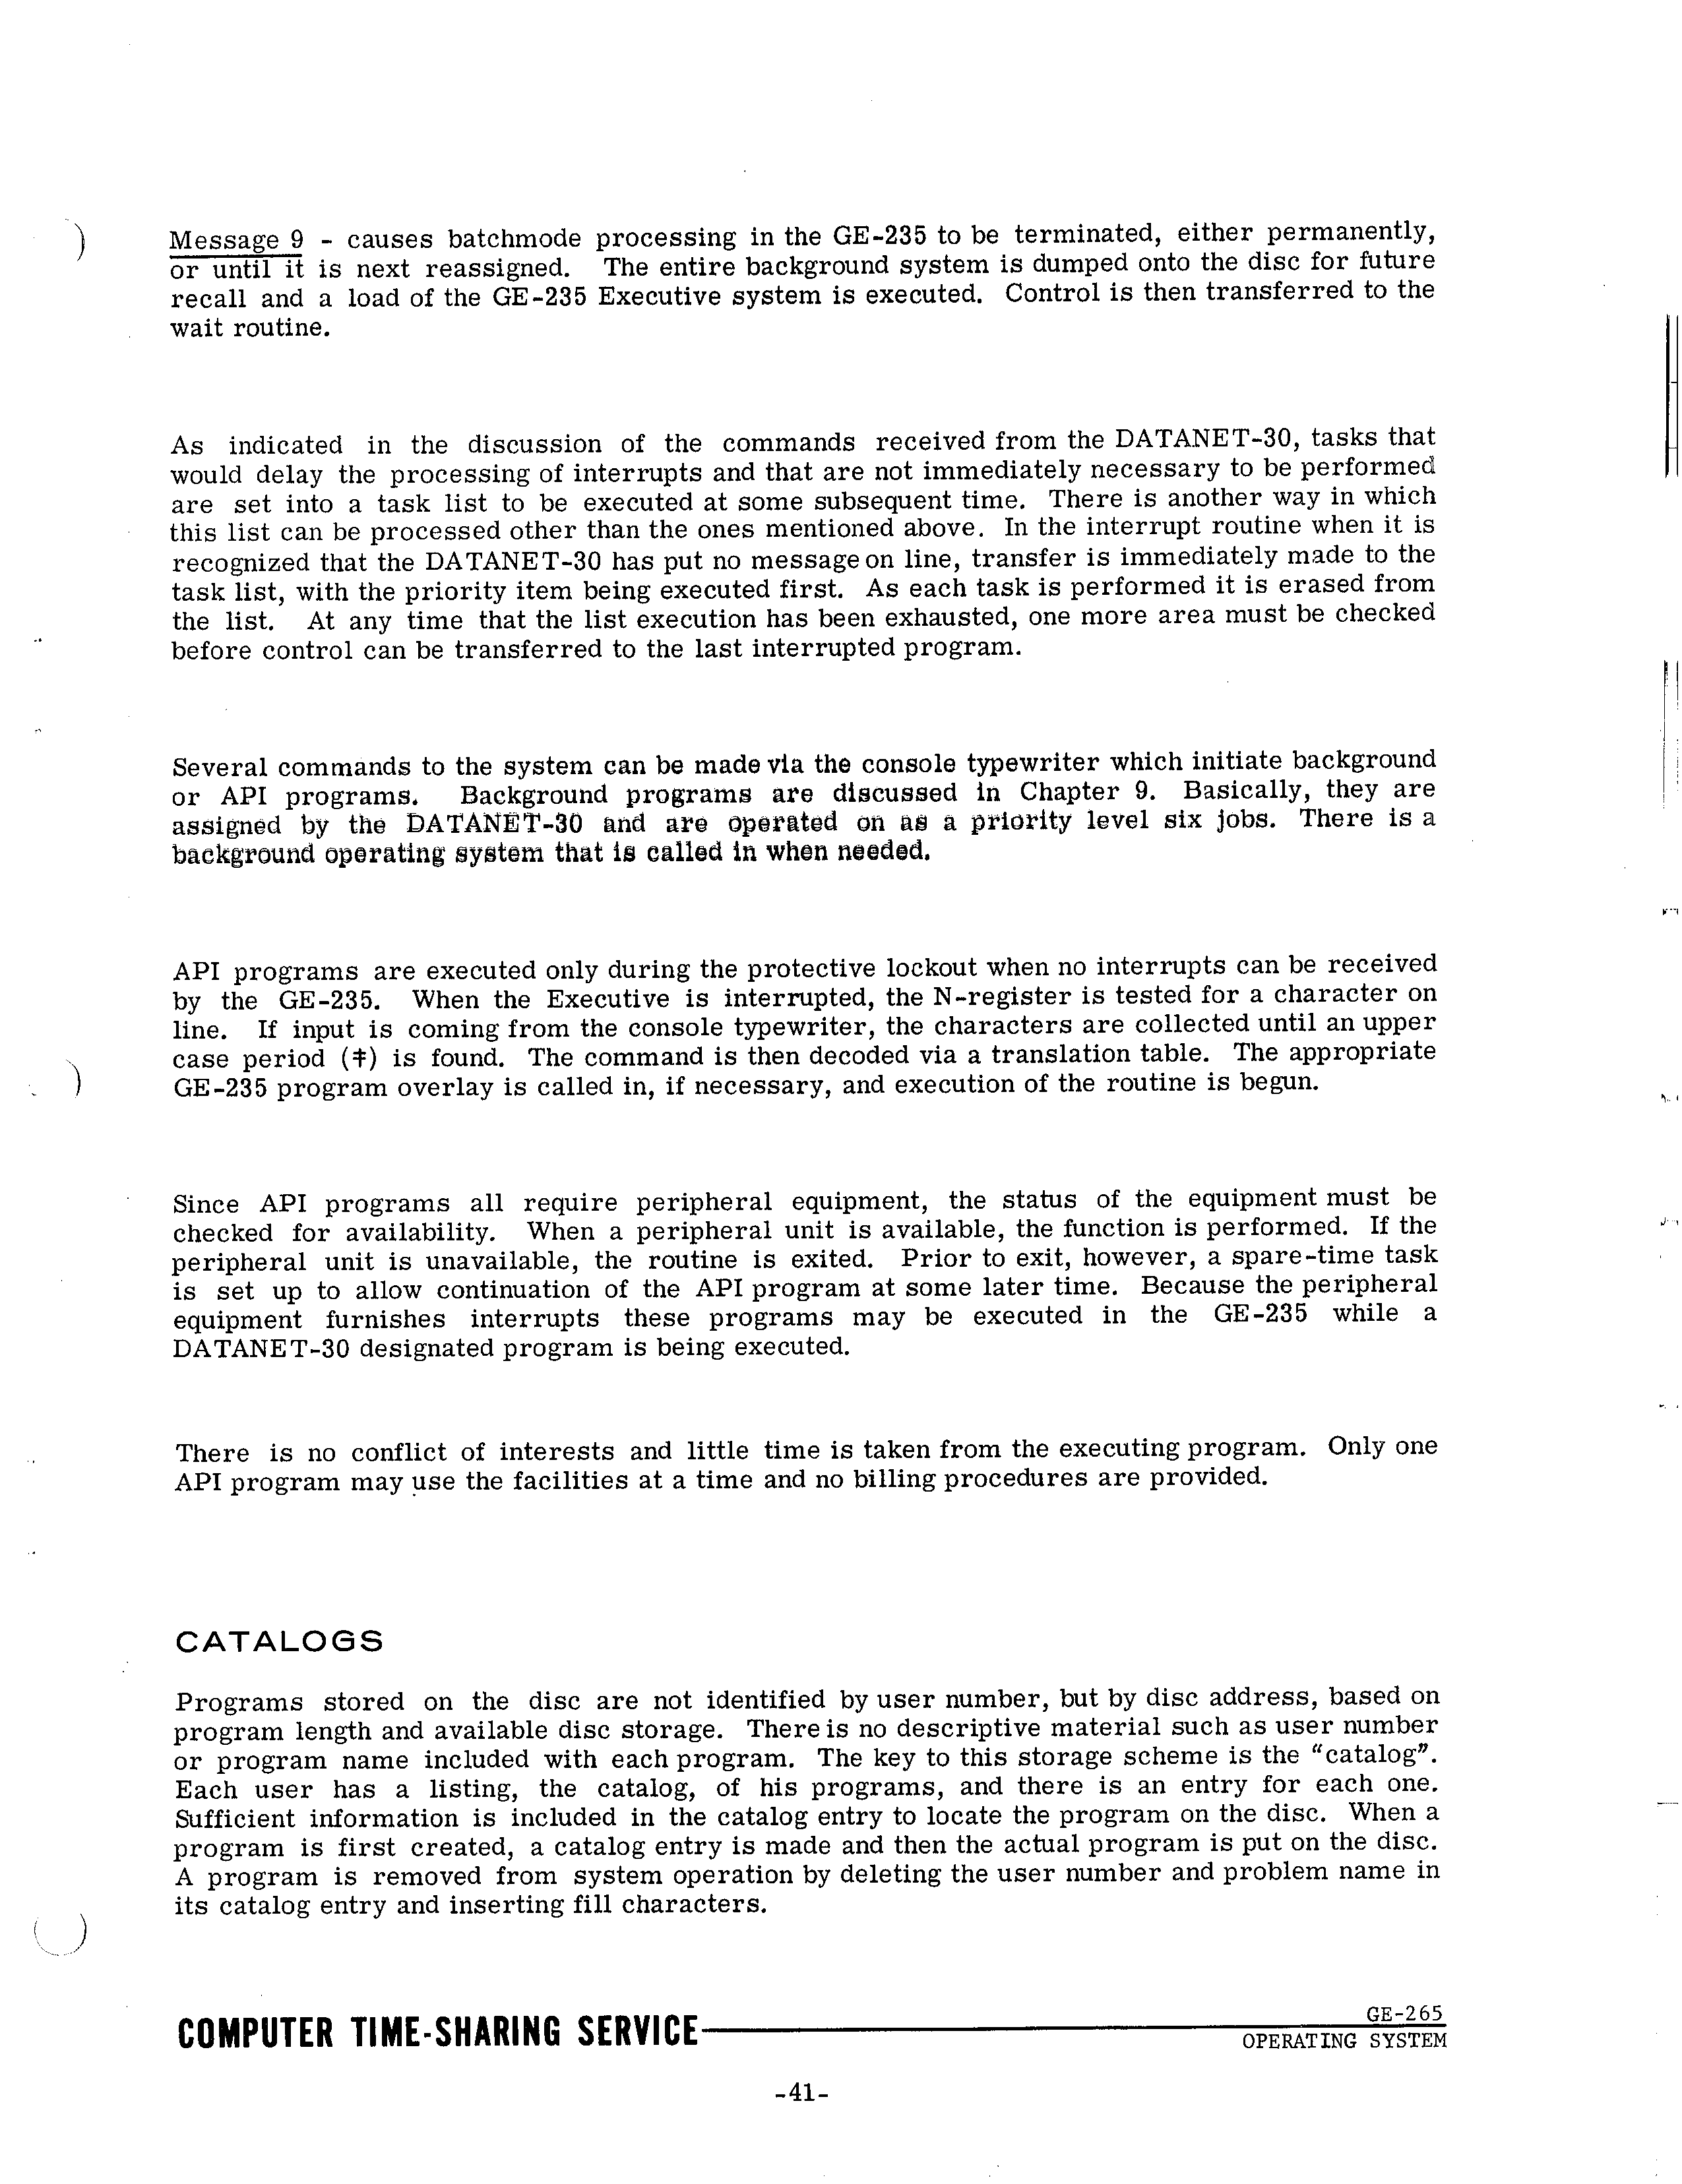 Message 9 - causes batchmode processing in the GE-235 to be terminated, either permanently,
or until it is next reassigned. The entire background system is dumped onto the disc for future
recall and a load of the GE-235 Executive system is executed. Control is then transferred to the
wait routine.
As indicated in the discussion of the commands received from the DATANET-30, tasks that
would delay the processing of interrupts and that are not immediately necessary to be performed
are set into a task list to be executed at some subsequent time. There is another way in which
this list can be processed other than the ones mentioned above. In the interrupt routine when it is
recognized that the DATANET-30 has put no message on line, transfer is immediately made to the
task list, with the priority item being executed first. As each task is performed it is erased from
the list. At any time that the list execution has been exhausted, one more area must be checked
before control can be transferred to the last interrupted program.
Several commands to the system can be made via the console typewriter which initiate background
or API programs. Background programs are discussed in Chapter 9. Basically, they are
assigned by the DATANET-30 and are operated on as a priority level six jobs. There is a
background operating system that is called in when needed.
API programs are executed only during the protective lockout when no interrupts can be received
by the GE-235. When the Executive is interrupted, the N-register is tested for a character on
line. If input is coming from the console typewriter, the characters are collected until an upper
case period (‡) is found. The command is then decoded via a translation table. The appropriate
GE-235 program overlay is called in, if necessary, and execution of the routine is begun.
Since API programs all require peripheral equipment, the status of the equipment must be
checked for availability. When a peripheral unit is available, the function is performed. If the
peripheral unit is unavailable, the routine is exited. Prior to exit, however, a spare-time task
is set up to allow continuation of the API program at some later time. Because the peripheral
equipment furnishes interrupts these programs may be executed in the GE-235 while a
DATANET-30 designated program is being executed.
There is no conflict of interests and little time is taken from the executing program. Only one
API program may use the facilities at a time and no billing procedures are provided.
CATALOGS
Programs stored on the disc are not identified by user number, but by disc address, based on
program length and available disc storage. There is no descriptive material such as user number
or program name included with each program. The key to this storage scheme is the "catalog".
Each user has a listing, the catalog, of his programs, and there is an entry for each one.
Sufficient information is included in the catalog entry to locate the program on the disc. When a
program is first created, a catalog entry is made and then the actual program is put on the disc.
A program is removed from system operation by deleting the user number and problem name in
its catalog entry and inserting fill characters.
COMPUTER TIME-SHARING SERVICE
GE-265
OPERATING SYSTEM
-41-